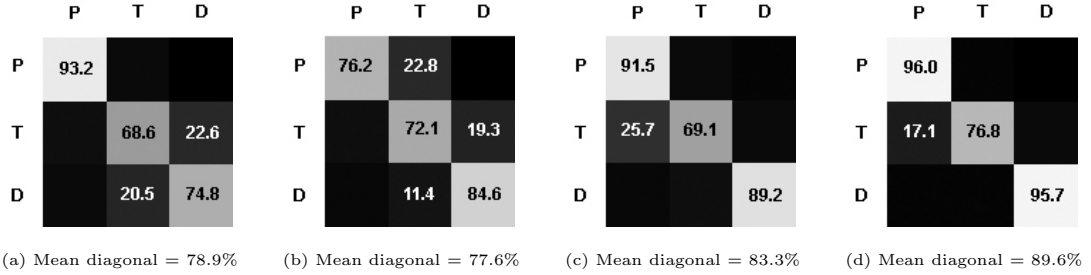 P T D P T D P T D P T D
P 93.2 P 76.2 22.8 P 91.5 P 96.0
T 68.6 22.6 T 72.1 19.3 T 25.7 69.1 T 17.1 76.8
D 20.5 74.8 D 11.4 84.6 D 89.2 D 95.7
(a) Mean diagonal = 78.9% (b) Mean diagonal = 77.6% (c) Mean diagonal = 83.3% (d) Mean diagonal = 89.6%